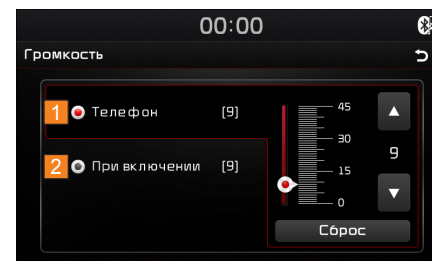 00:00
Громкость
1 Телефон [9]
2 При включении [9]
45
30
15
0
9
Сброс